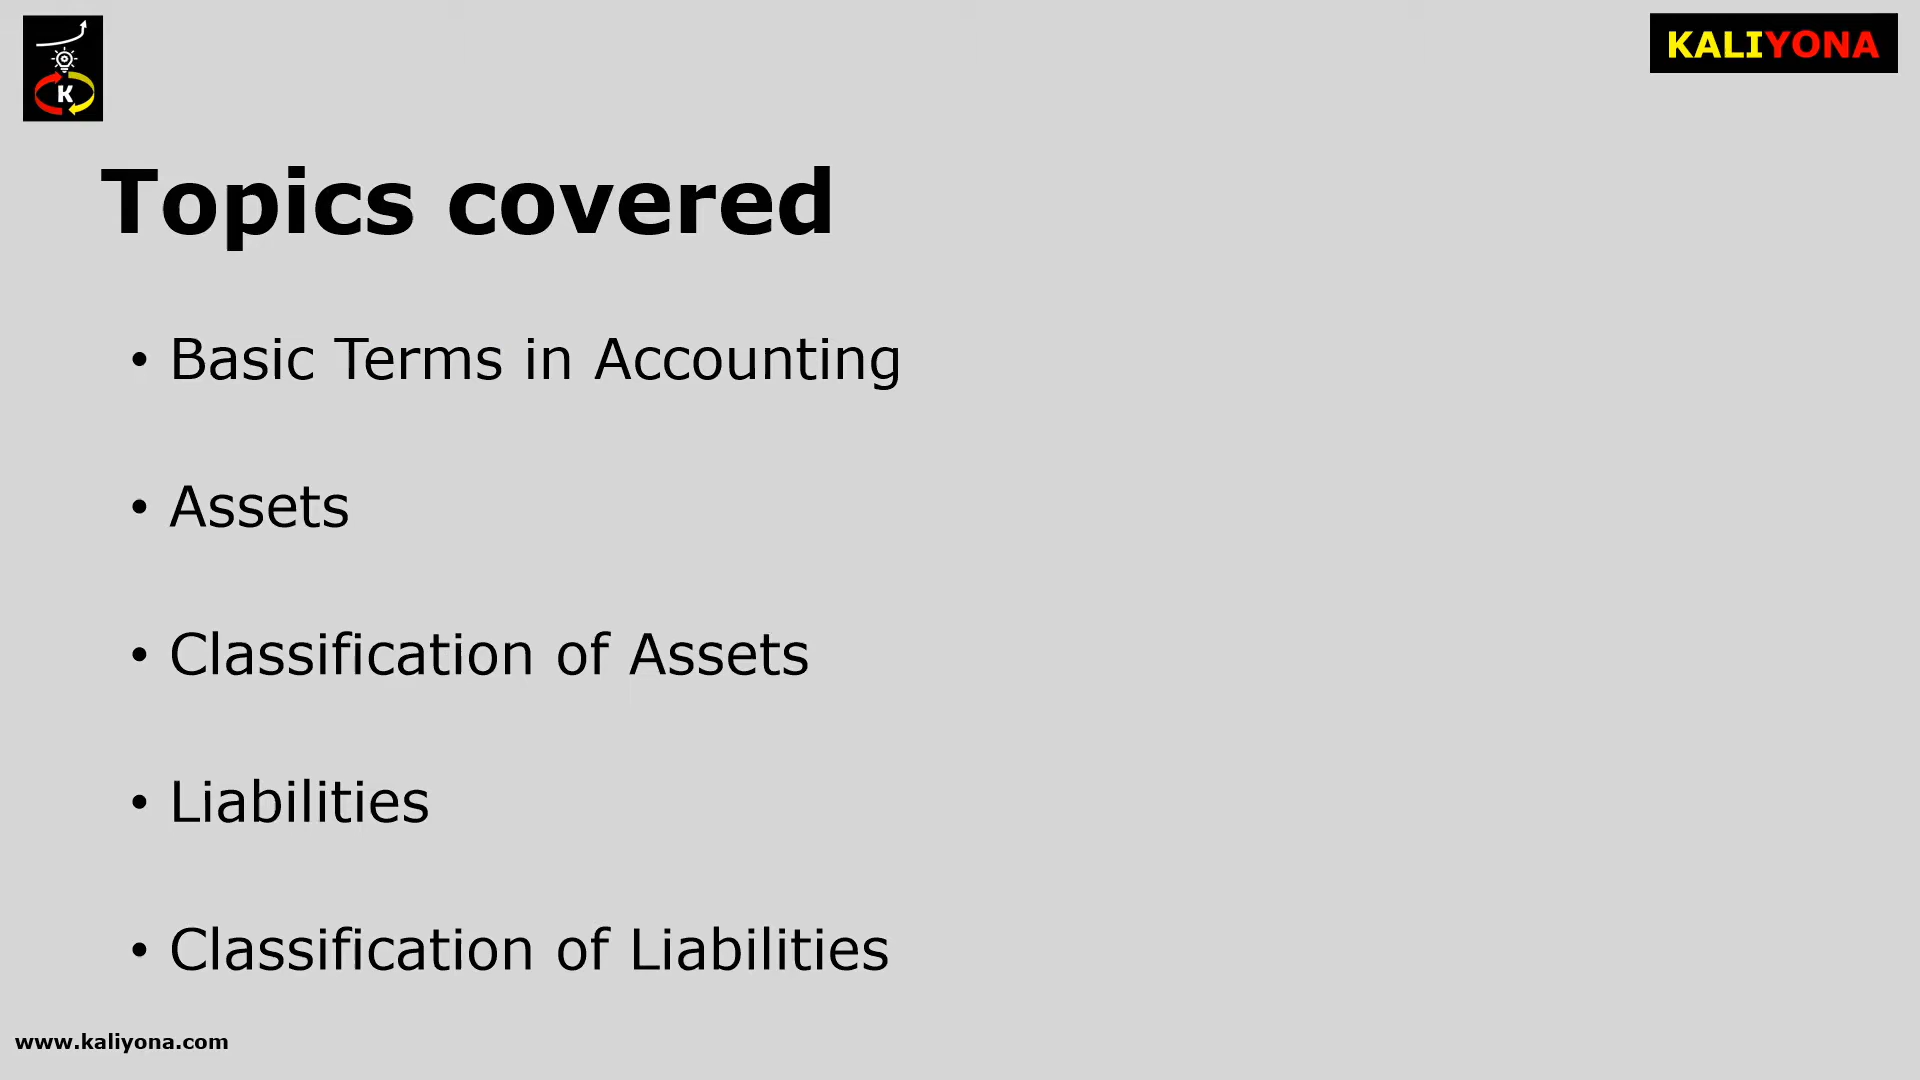 K
KALIYONA
Topics covered
• Basic Terms in Accounting
• Assets
• Classification of Assets
• Liabilities
• Classification of Liabilities
www.kaliyona.com